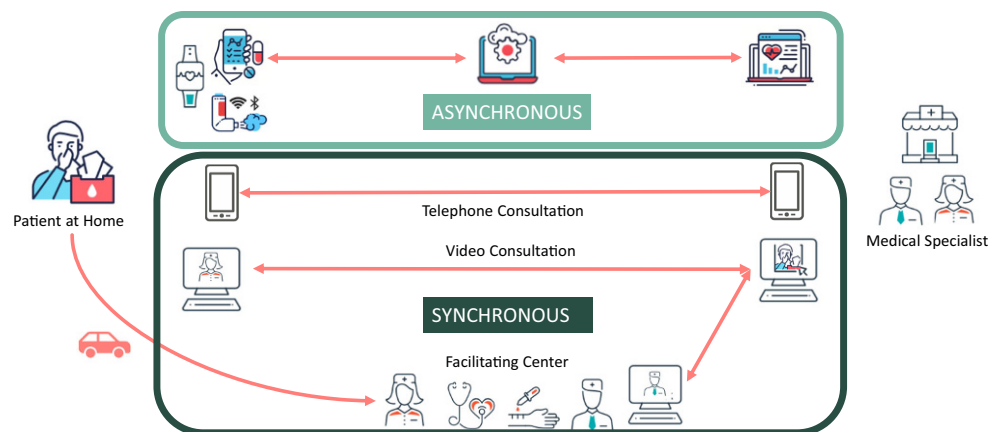 ASYNCHRONOUS
Patient at Home
Telephone Consultation
Medical Specialist
Video Consultation
SYNCHRONOUS
Facilitating Center